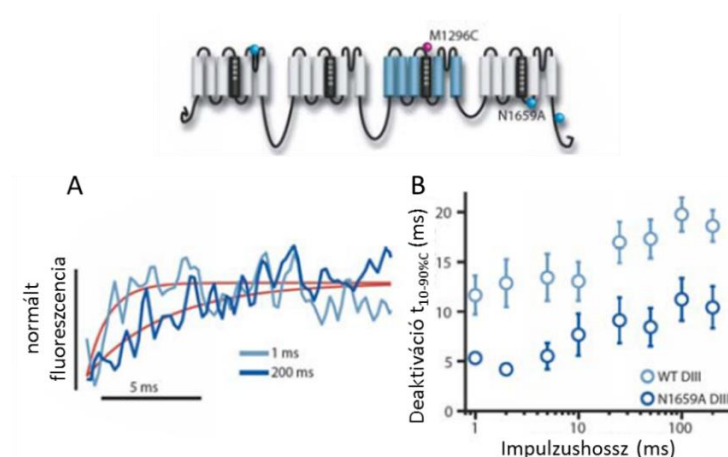 M1296C
N1659A
A
normált
fluoreszcencia
1 ms
200 ms
5 ms
B
Deaktiváció t10-90%C (ms)
20
15
10
5
0
WT DIII
N1659A DIII
1
10
100
Impulzushossz (ms)